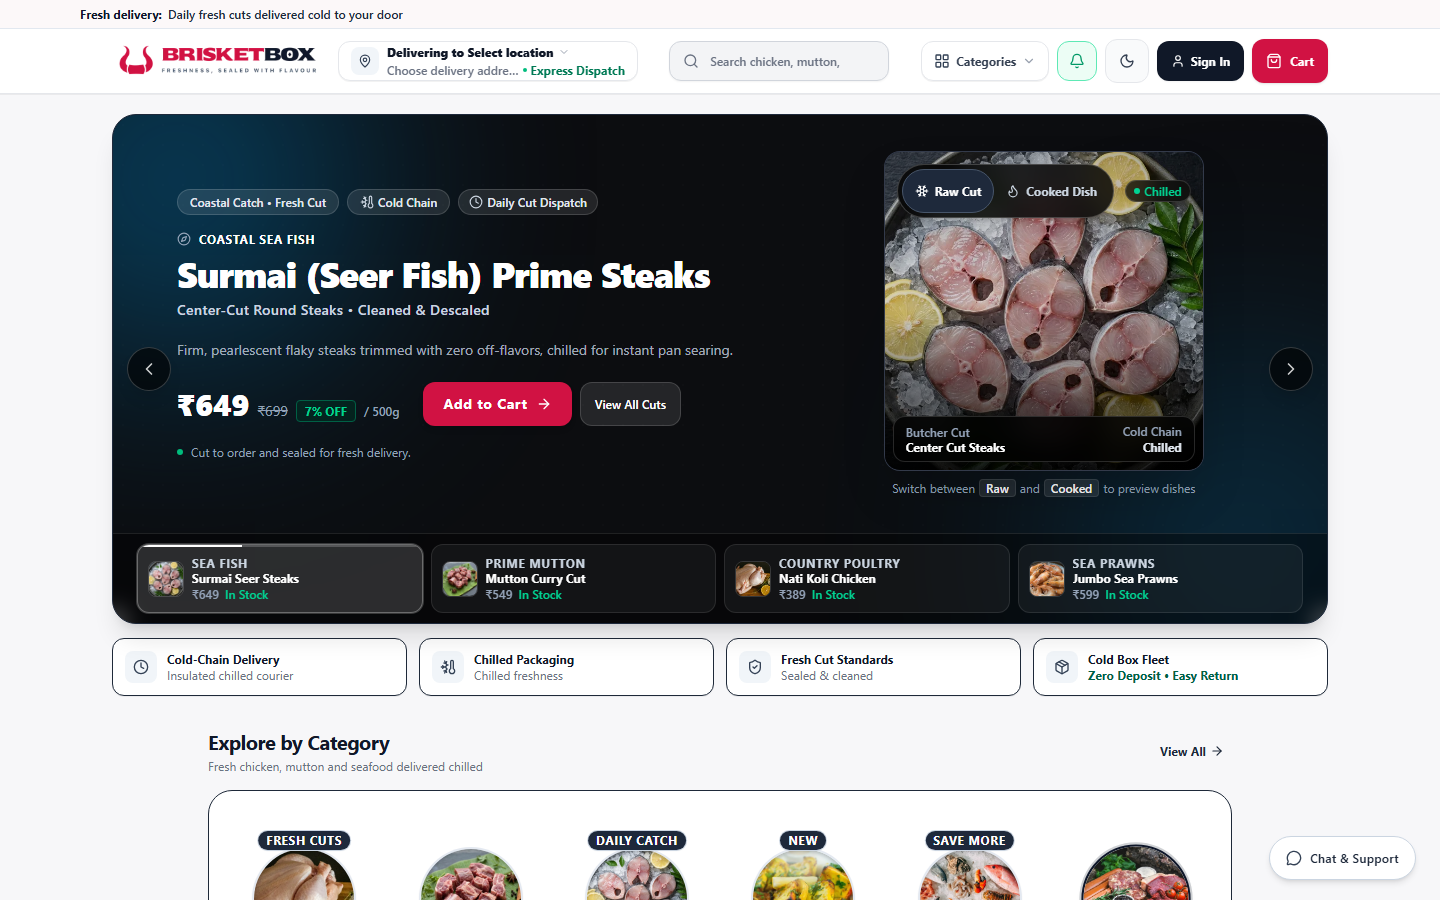 Fresh delivery: Daily fresh cuts delivered cold to your door
BRISKETBOX
FRESHNESS, SEALED WITH FLAVOUR
Delivering to Select location
Choose delivery addre... • Express Dispatch
Search chicken, mutton,
Categories
Sign In
Cart
Coastal Catch • Fresh Cut
Cold Chain
Daily Cut Dispatch
COASTAL SEA FISH
Surmai (Seer Fish) Prime Steaks
Center-Cut Round Steaks • Cleaned & Descaled
Firm, pearlescent flaky steaks trimmed with zero off-flavors, chilled for instant pan searing.
₹649 ₹699 7% OFF / 500g
Add to Cart
View All Cuts
Cut to order and sealed for fresh delivery.
Raw Cut
Cooked Dish
Chilled
Butcher Cut
Center Cut Steaks
Cold Chain
Chilled
Switch between Raw and Cooked to preview dishes
SEA FISH
Surmai Seer Steaks
₹649 In Stock
PRIME MUTTON
Mutton Curry Cut
₹549 In Stock
COUNTRY POULTRY
Nati Koli Chicken
₹389 In Stock
SEA PRAWNS
Jumbo Sea Prawns
₹599 In Stock
Cold-Chain Delivery
Insulated chilled courier
Chilled Packaging
Chilled freshness
Fresh Cut Standards
Sealed & cleaned
Cold Box Fleet
Zero Deposit • Easy Return
Explore by Category
Fresh chicken, mutton and seafood delivered chilled
View All
FRESH CUTS
DAILY CATCH
NEW
SAVE MORE
Chat & Support